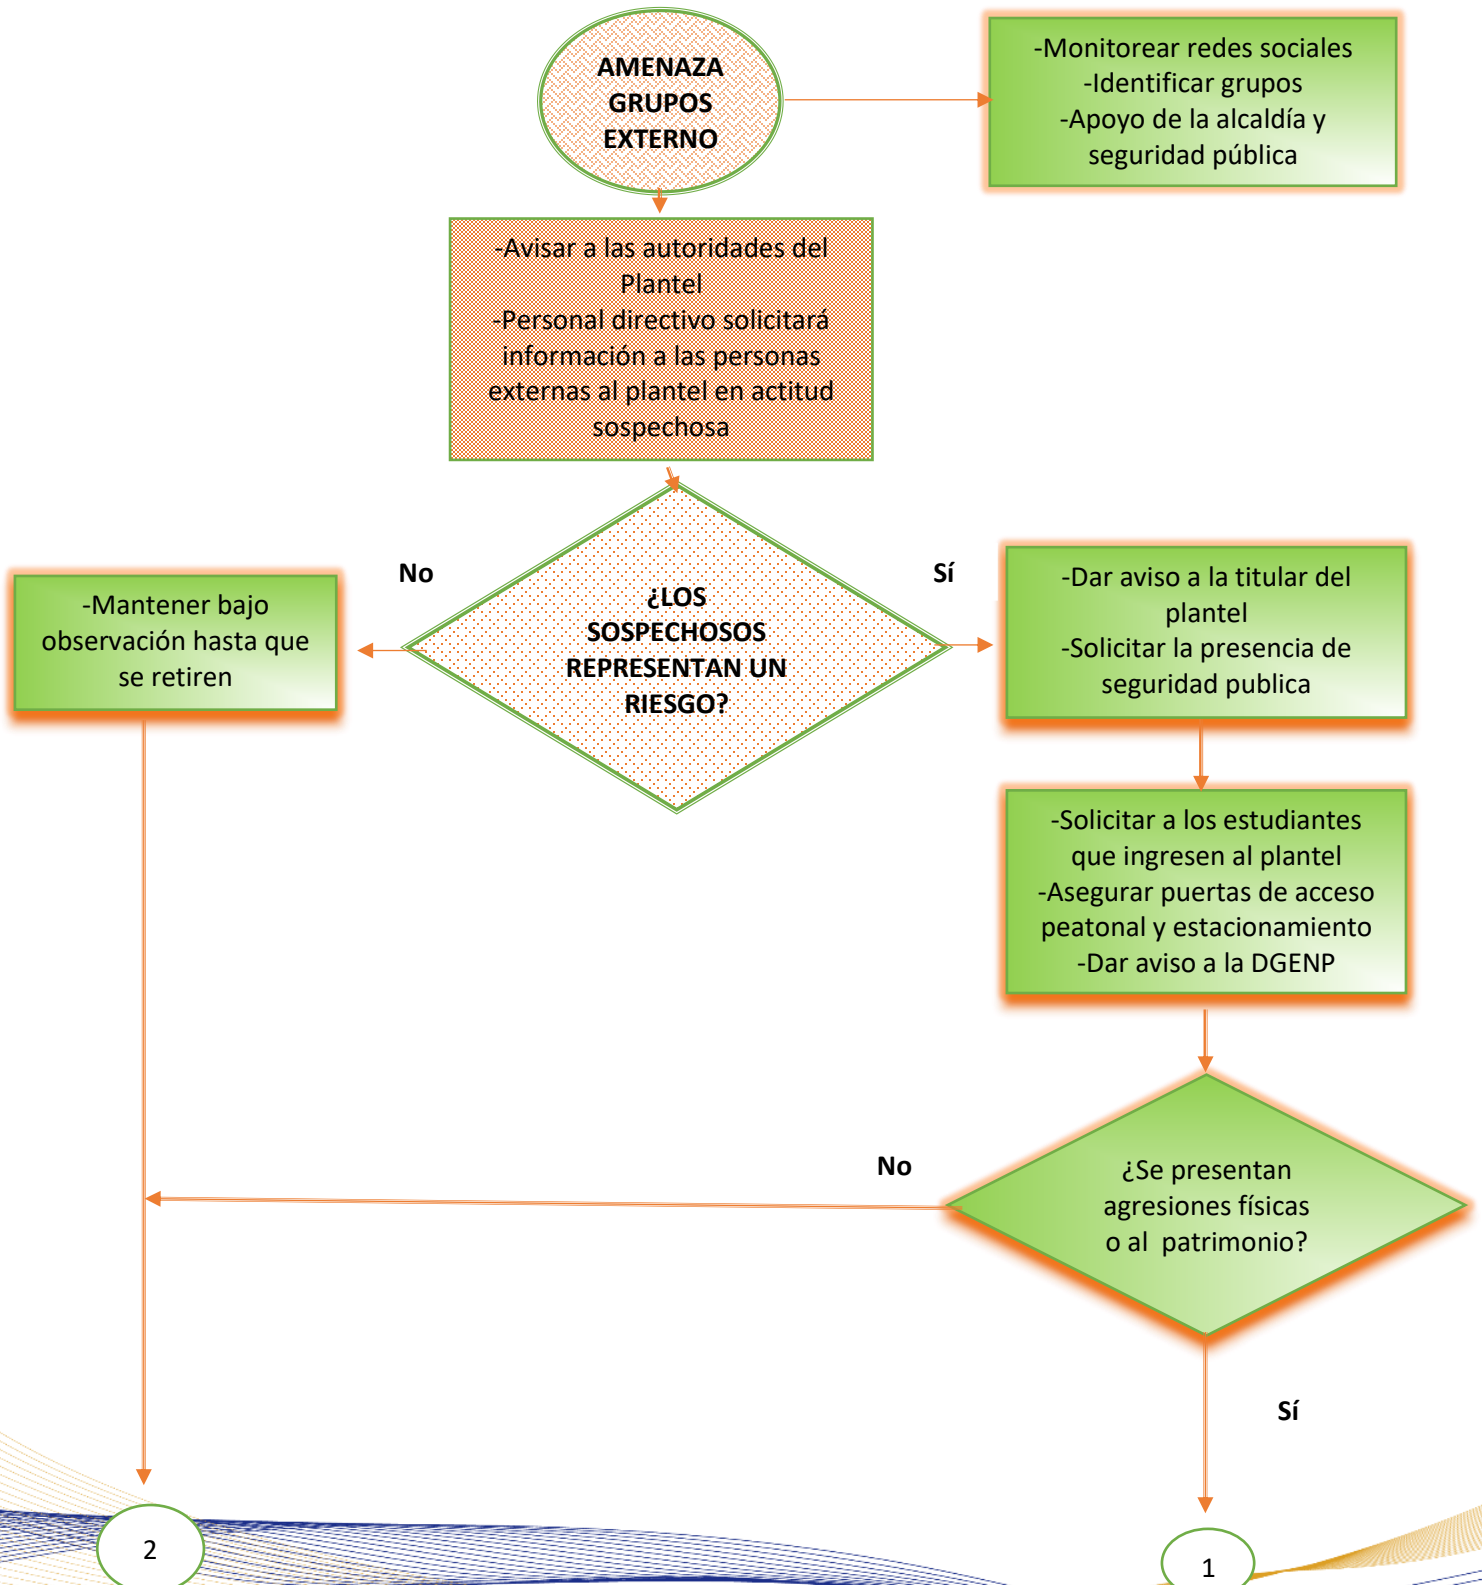 AMENAZA
GRUPOS
EXTERNO
-Monitorear redes sociales
-Identificar grupos
-Apoyo de la alcaldía y
seguridad pública
-Avisar a las autoridades del
Plantel
-Personal directivo solicitará
información a las personas
externas al plantel en actitud
sospechosa
No
Sí
¿LOS
SOSPECHOSOS
REPRESENTAN UN
RIESGO?
-Mantener bajo
observación hasta que
se retiren
-Dar aviso a la titular del
plantel
-Solicitar la presencia de
seguridad publica
-Solicitar a los estudiantes
que ingresen al plantel
-Asegurar puertas de acceso
peatonal y estacionamiento
-Dar aviso a la DGENP
No
¿Se presentan
agresiones físicas
o al  patrimonio?
Sí
2
1